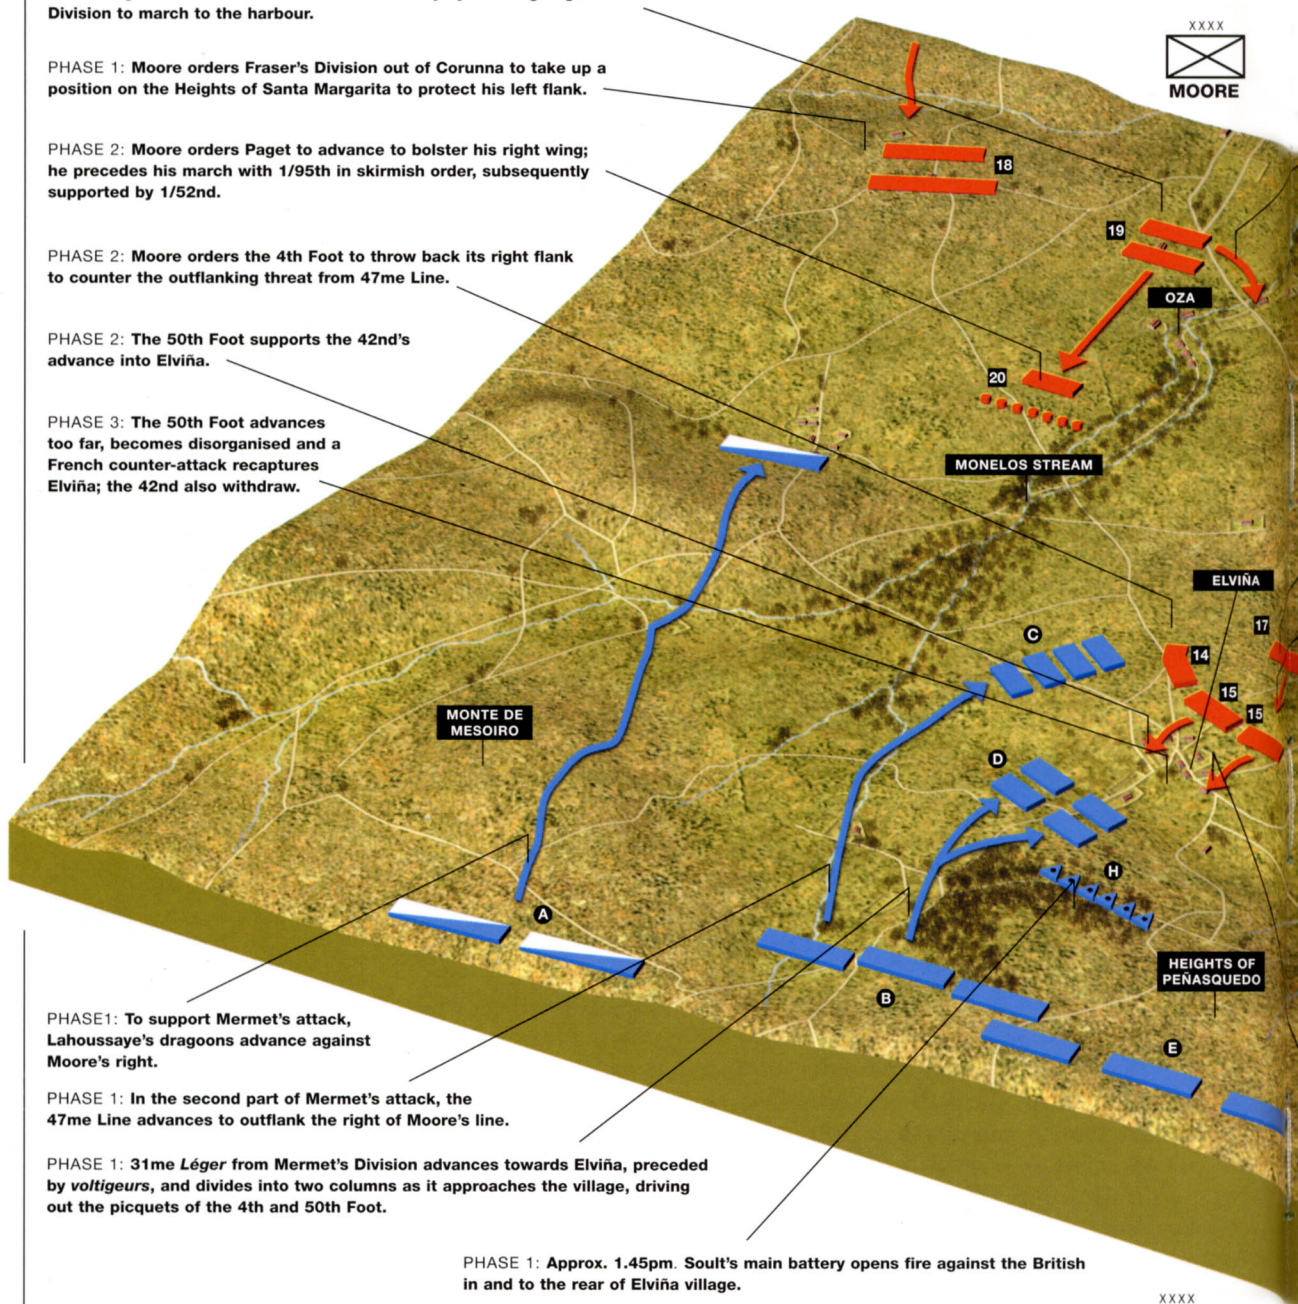 Division to march to the harbour.
PHASE 1: Moore orders Fraser's Division out of Corunna to take up a
position on the Heights of Santa Margarita to protect his left flank.
PHASE 2: Moore orders Paget to advance to bolster his right wing;
he precedes his march with 1/95th in skirmish order, subsequently
supported by 1/52nd.
PHASE 2: Moore orders the 4th Foot to throw back its right flank
to counter the outflanking threat from 47me Line.
PHASE 2: The 50th Foot supports the 42nd's
advance into Elviña.
PHASE 3: The 50th Foot advances
too far, becomes disorganised and a
French counter-attack recaptures
Elviña; the 42nd also withdraw.
XXXX
MOORE
18
19
OZA
20
MONELOS STREAM
ELVIÑA
17
C
14
15
15
MONTE DE
MESOIRO
D
H
A
HEIGHTS OF
PEÑASQUEDO
B
E
PHASE1: To support Mermet's attack,
Lahoussaye's dragoons advance against
Moore's right.
PHASE 1: In the second part of Mermet's attack, the
47me Line advances to outflank the right of Moore's line.
PHASE 1: 31me Léger from Mermet's Division advances towards Elviña, preceded
by voltigeurs, and divides into two columns as it approaches the village, driving
out the picquets of the 4th and 50th Foot.
PHASE 1: Approx. 1.45pm. Soult's main battery opens fire against the British
in and to the rear of Elviña village.
XXXX